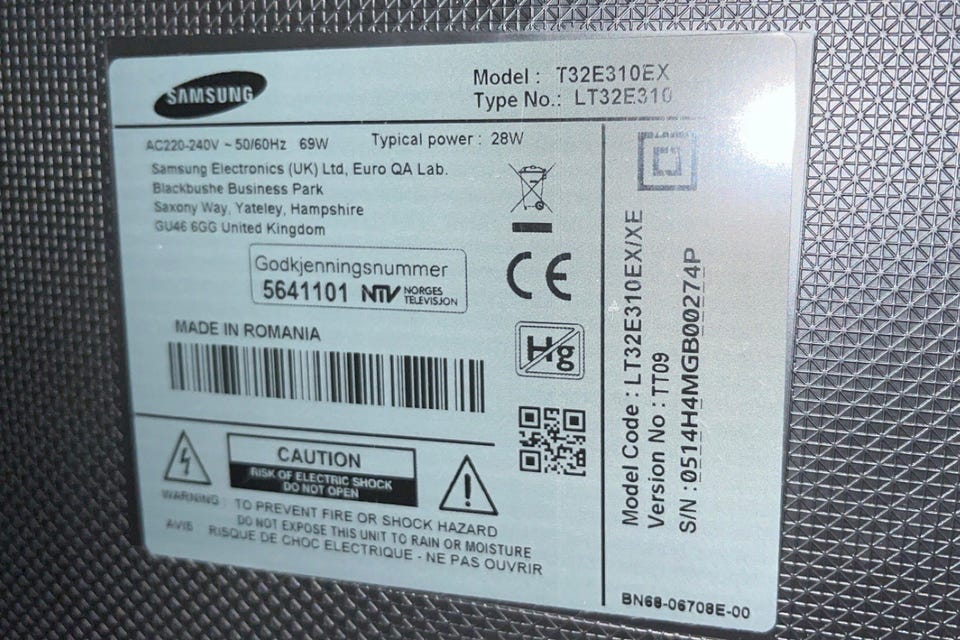 SAMSUNG
Model : T32E310EX
Type No.: LT32E310
AC220-240V ~ 50/60Hz 69W Typical power : 28W
Samsung Electronics (UK) Ltd, Euro QA Lab.
Blackbushe Business Park
Saxony Way, Yateley, Hampshire
GU46 6GG United Kingdom
Godkjenningsnummer
5641101 NTV NORGES
TELEVISJON
CE
Hg
MADE IN ROMANIA
CAUTION
RISK OF ELECTRIC SHOCK
DO NOT OPEN
WARNING : TO PREVENT FIRE OR SHOCK HAZARD
DO NOT EXPOSE THIS UNIT TO RAIN OR MOISTURE
AVIS RISQUE DE CHOC ELECTRIQUE - NE PAS OUVRIR
Model Code : LT32E310EX/XE
Version No : TT09
S/N : 0514H4MGB00274P
BN68-06708E-00